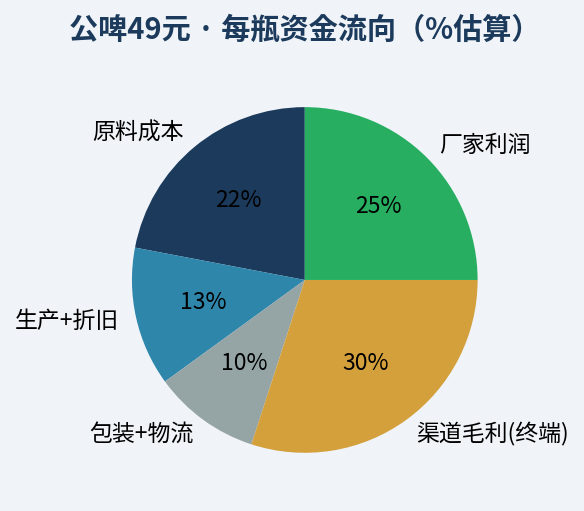 公啤49元·每瓶资金流向（%估算）
原料成本
22%
厂家利润
25%
生产+折旧
13%
包装+物流
10%
渠道毛利(终端)
30%